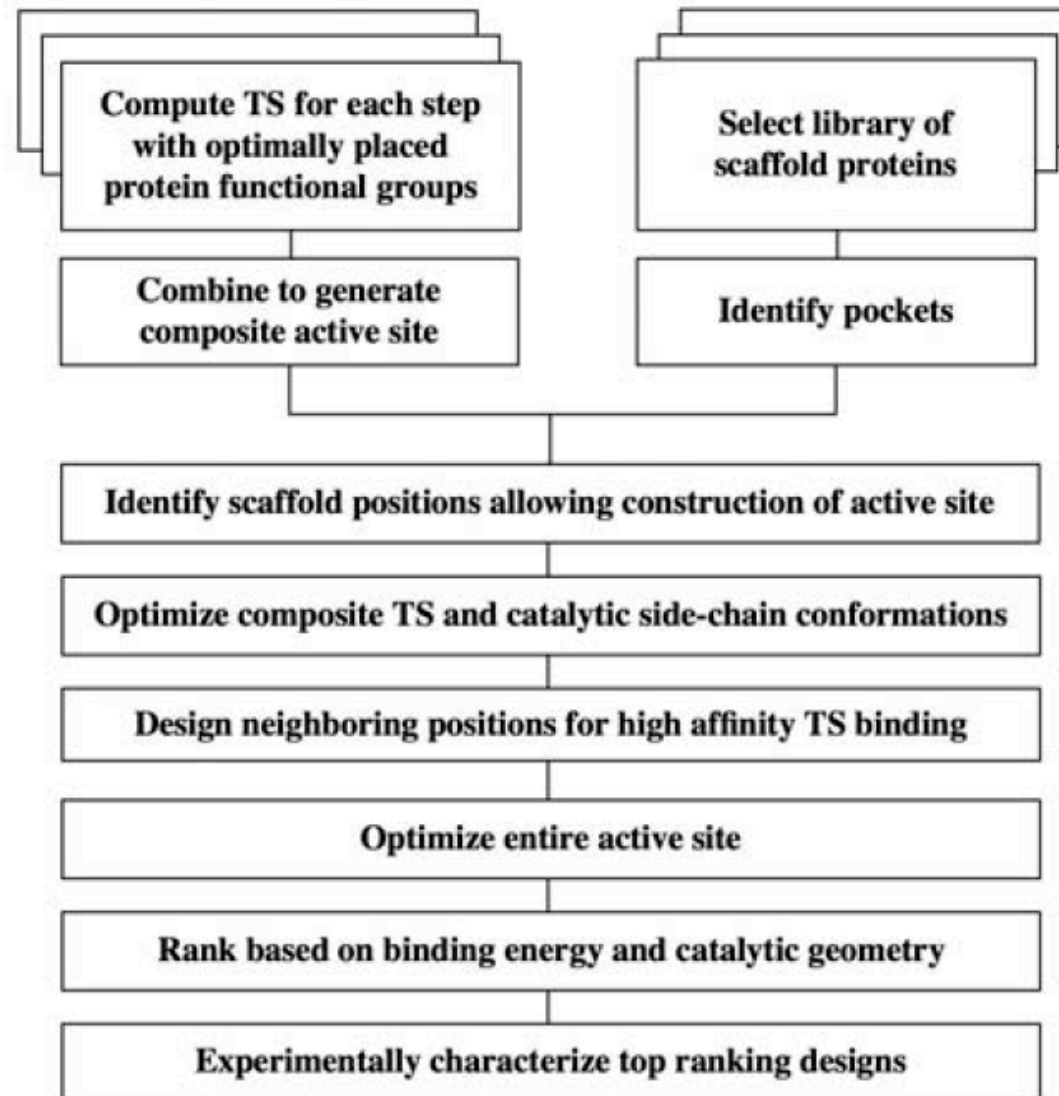 Compute TS for each step
with optimally placed
protein functional groups
Select library of
scaffold proteins
Combine to generate
composite active site
Identify pockets
Identify scaffold positions allowing construction of active site
Optimize composite TS and catalytic side-chain conformations
Design neighboring positions for high affinity TS binding
Optimize entire active site
Rank based on binding energy and catalytic geometry
Experimentally characterize top ranking designs